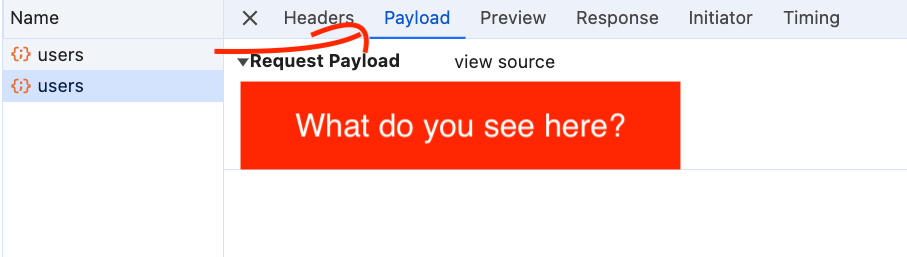 Name
Headers Payload Preview Response Initiator Timing
users
Request Payload view source
users
What do you see here?